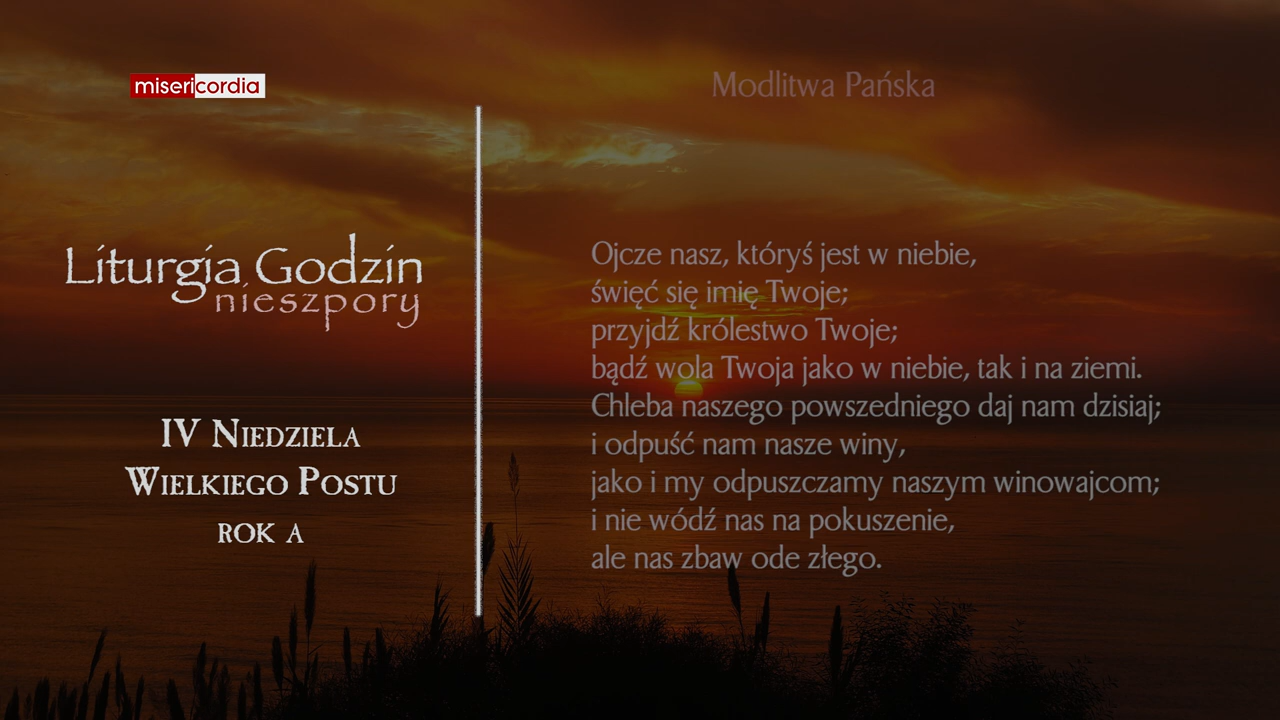 misericordia
Liturgia Godzin
nieszpory
IV Niedziela
Wielkiego Postu
rok A
Modlitwa Pańska
Ojcze nasz, któryś jest w niebie,
święć się imię Twoje;
przyjdź królestwo Twoje;
bądź wola Twoja jako w niebie, tak i na ziemi.
Chleba naszego powszedniego daj nam dzisiaj;
i odpuść nam nasze winy,
jako i my odpuszczamy naszym winowajcom;
i nie wódź nas na pokuszenie,
ale nas zbaw ode złego.